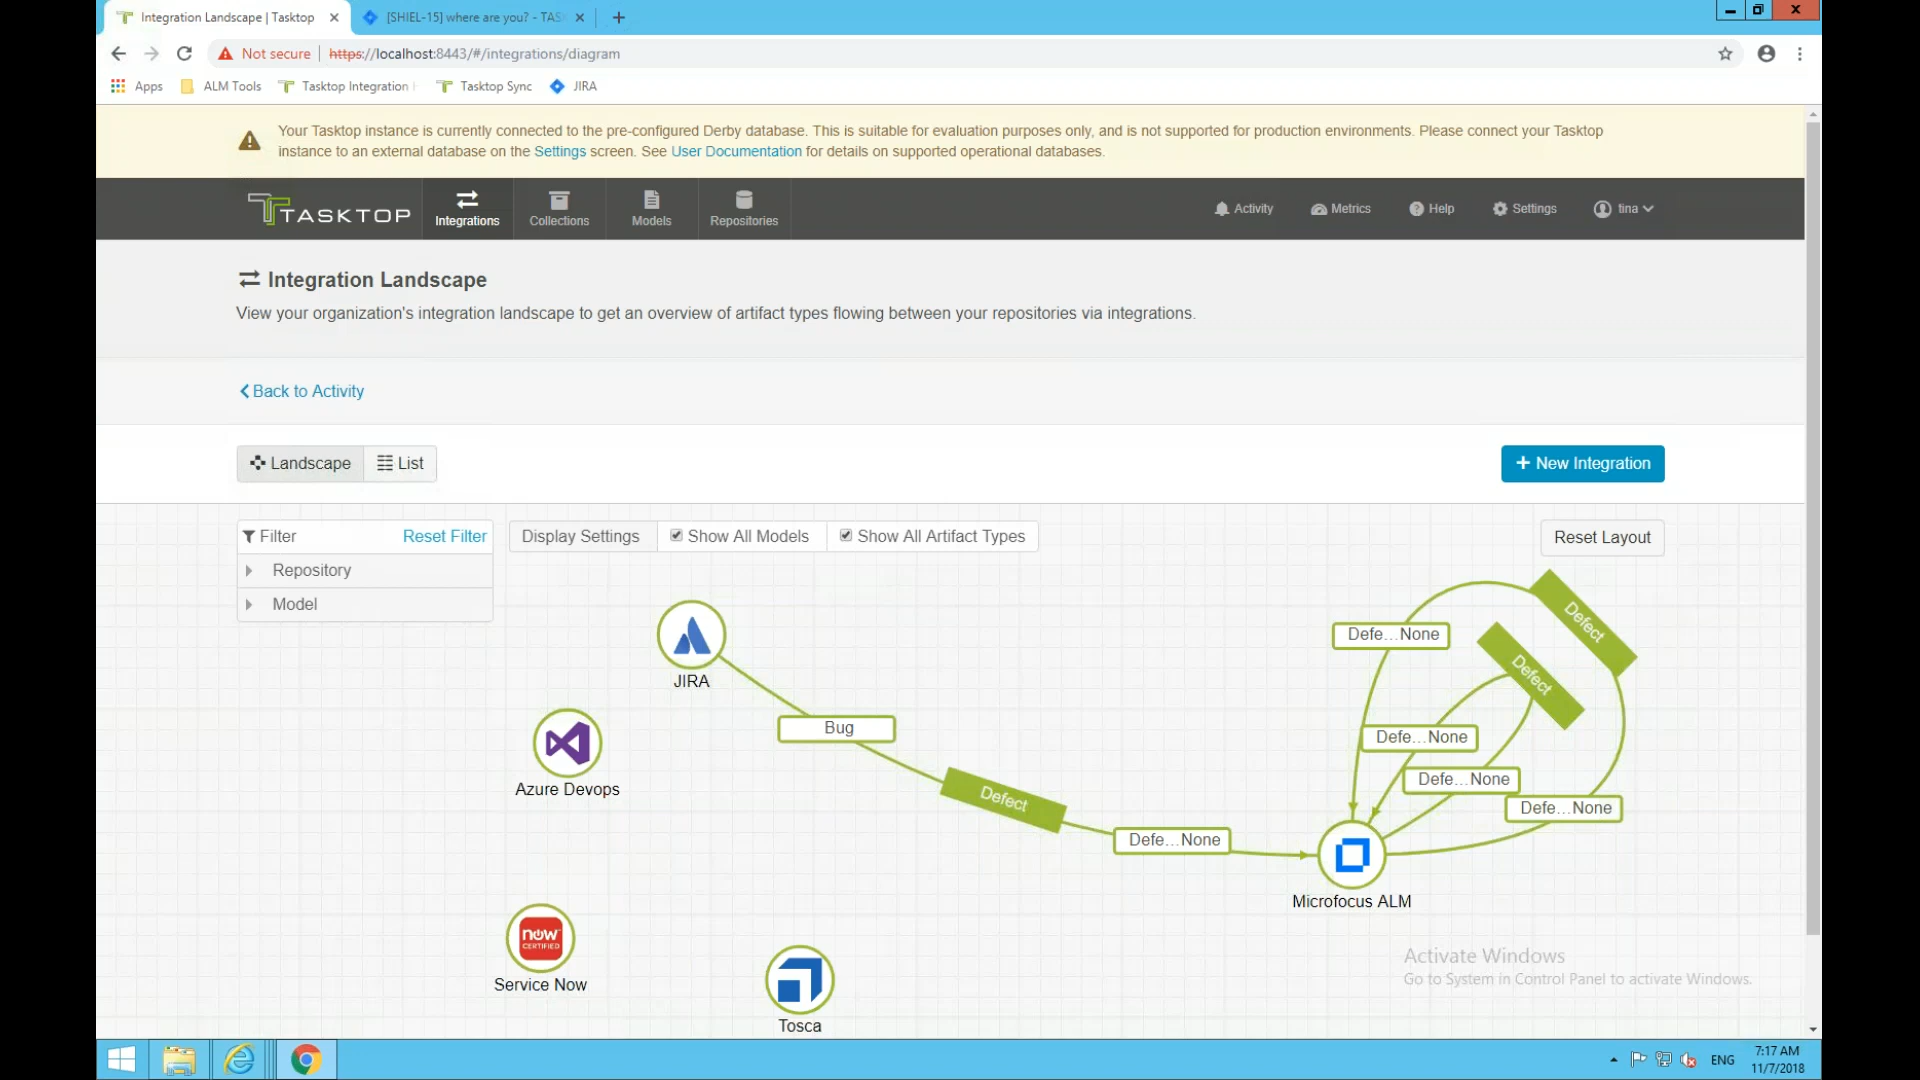 Integration Landscape | Tasktop
[SHIEL-15] where are you? - TAS
Not secure
https://localhost:8443/#/integrations/diagram
Apps
ALM Tools
Tasktop Integration
Tasktop Sync
JIRA
Your Tasktop instance is currently connected to the pre-configured Derby database. This is suitable for evaluation purposes only, and is not supported for production environments. Please connect your Tasktop
instance to an external database on the Settings screen. See User Documentation for details on supported operational databases.
TASKTOP
Integrations
Collections
Models
Repositories
Activity
Metrics
Help
Settings
tina
Integration Landscape
View your organization's integration landscape to get an overview of artifact types flowing between your repositories via integrations.
Back to Activity
Landscape
List
+ New Integration
Filter
Reset Filter
Repository
Model
Display Settings
Show All Models
Show All Artifact Types
Reset Layout
JIRA
Azure Devops
Bug
Defect
Defe...None
Defe...None
Defect
Defect
Defe...None
Defe...None
Defe...None
Microfocus ALM
now
CERTIFIED
Service Now
Tosca
Activate Windows
Go to System in Control Panel to activate Windows.
ENG
7:17 AM
11/7/2018